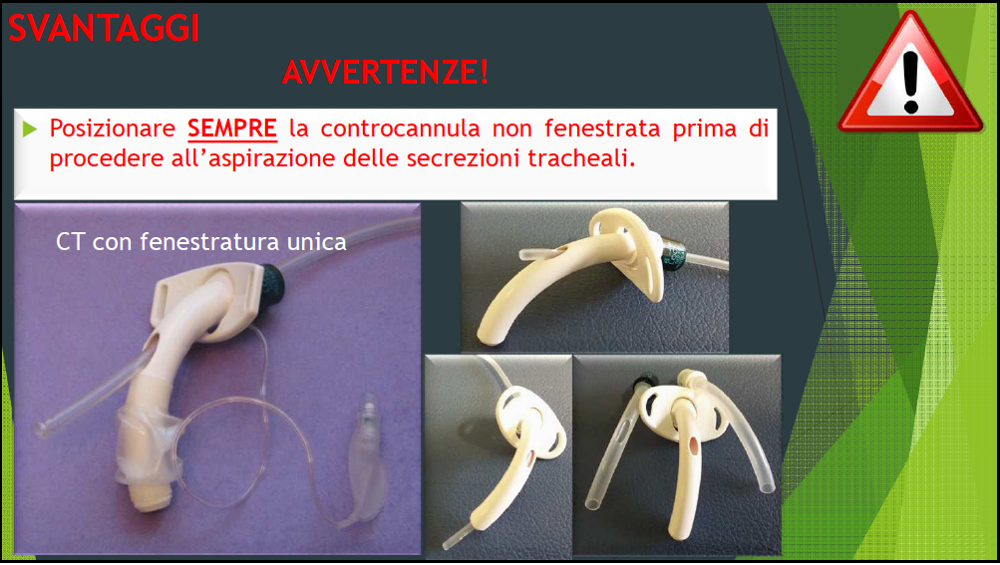 SVANTAGGI
AVVERTENZE!
Posizionare SEMPRE la controcannula non fenestrata prima di
procedere all’aspirazione delle secrezioni tracheali.
CT con fenestratura unica